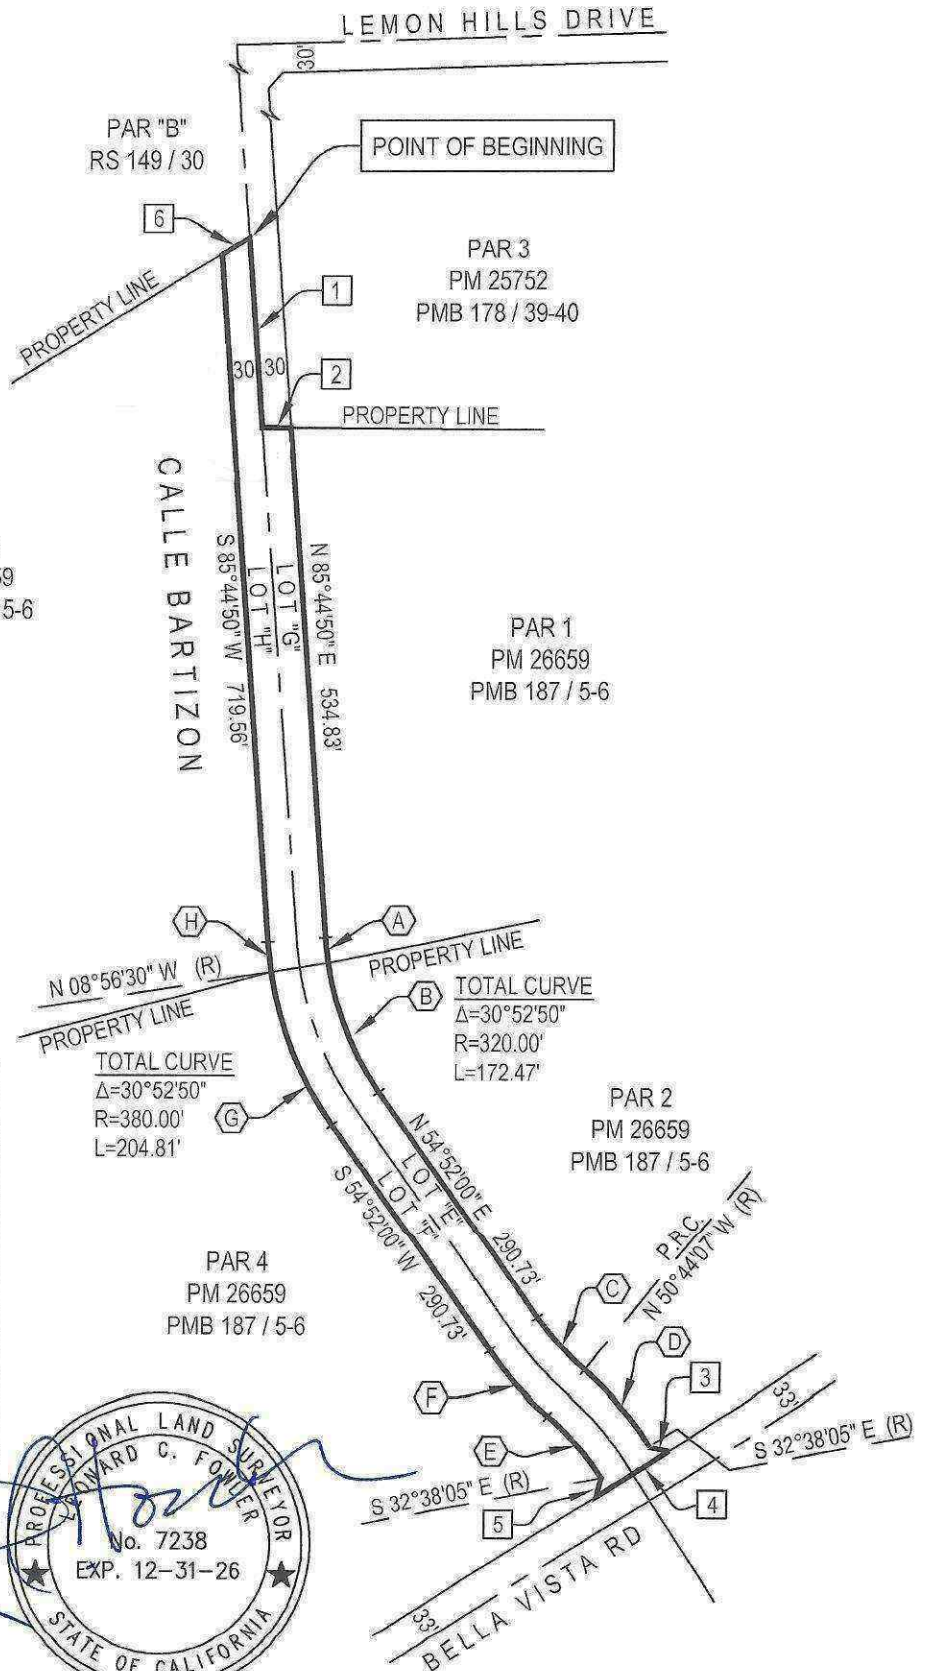 LEMON HILLS DRIVE
30'
PAR "B"
RS 149 / 30
POINT OF BEGINNING
6
PAR 3
PM 25752
PMB 178 / 39-40
PROPERTY LINE
1
30
30
2
PROPERTY LINE
CALLE BARTIZON
S 85°44'50" W 719.56'
LOT "H"
LOT "G"
N 85°44'50" E 534.83'
5-6
PAR 1
PM 26659
PMB 187 / 5-6
H
A
N 08°56'30" W (R)
PROPERTY LINE
PROPERTY LINE
B
TOTAL CURVE
Δ=30°52'50"
R=320.00'
L=172.47'
TOTAL CURVE
Δ=30°52'50"
R=380.00'
L=204.81'
G
PAR 2
PM 26659
PMB 187 / 5-6
N 54°52'00" E 290.73'
LOT "E"
LOT "F"
S 54°52'00" W 290.73'
P.R.C.
N 50°44'07" W (R)
PAR 4
PM 26659
PMB 187 / 5-6
C
D
3
F
E
33'
S 32°38'05" E (R)
S 32°38'05" E (R)
5
4
33'
BELLA VISTA RD
PROFESSIONAL LAND SURVEYOR
LEONARD C. FOWLER
No. 7238
EXP. 12-31-26
STATE OF CALIFORNIA